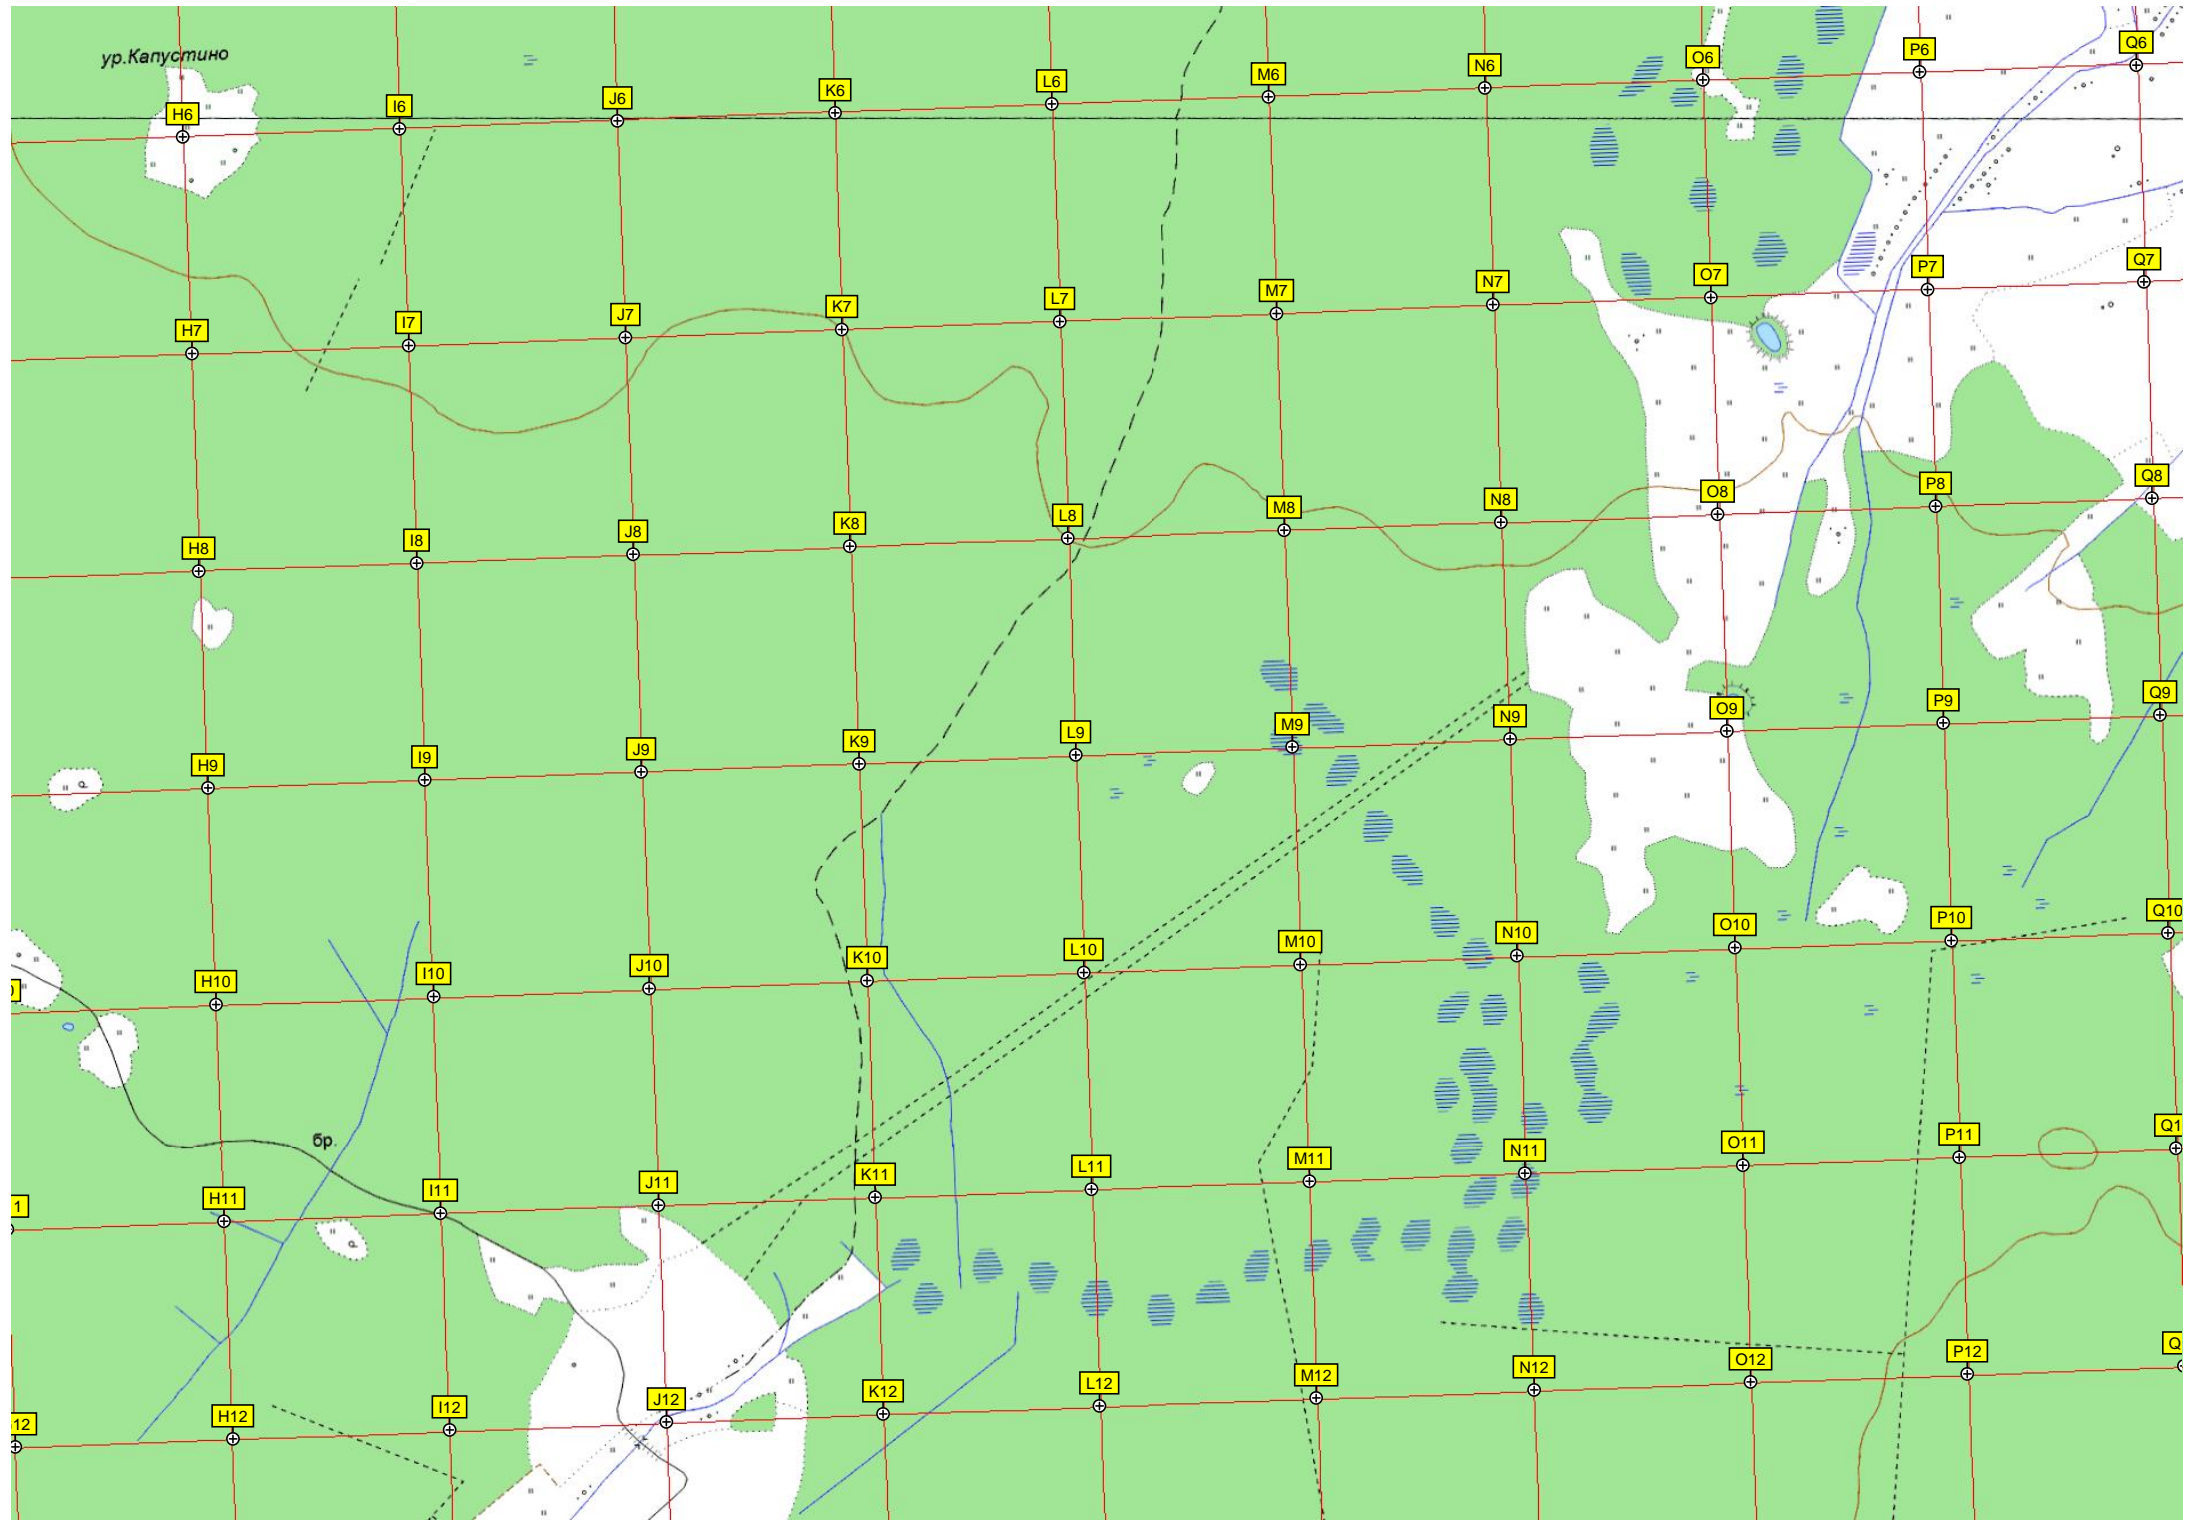 ур.Капустино
H6 I6 J6 K6 L6 M6 N6 O6 P6 Q6
H7 I7 J7 K7 L7 M7 N7 O7 P7 Q7
H8 I8 J8 K8 L8 M8 N8 O8 P8 Q8
H9 I9 J9 K9 L9 M9 N9 O9 P9 Q9
H10 I10 J10 K10 L10 M10 N10 O10 P10 Q10
бр.
1 H11 I11 J11 K11 L11 M11 N11 O11 P11 Q1
12 H12 I12 J12 K12 L12 M12 N12 O12 P12 Q